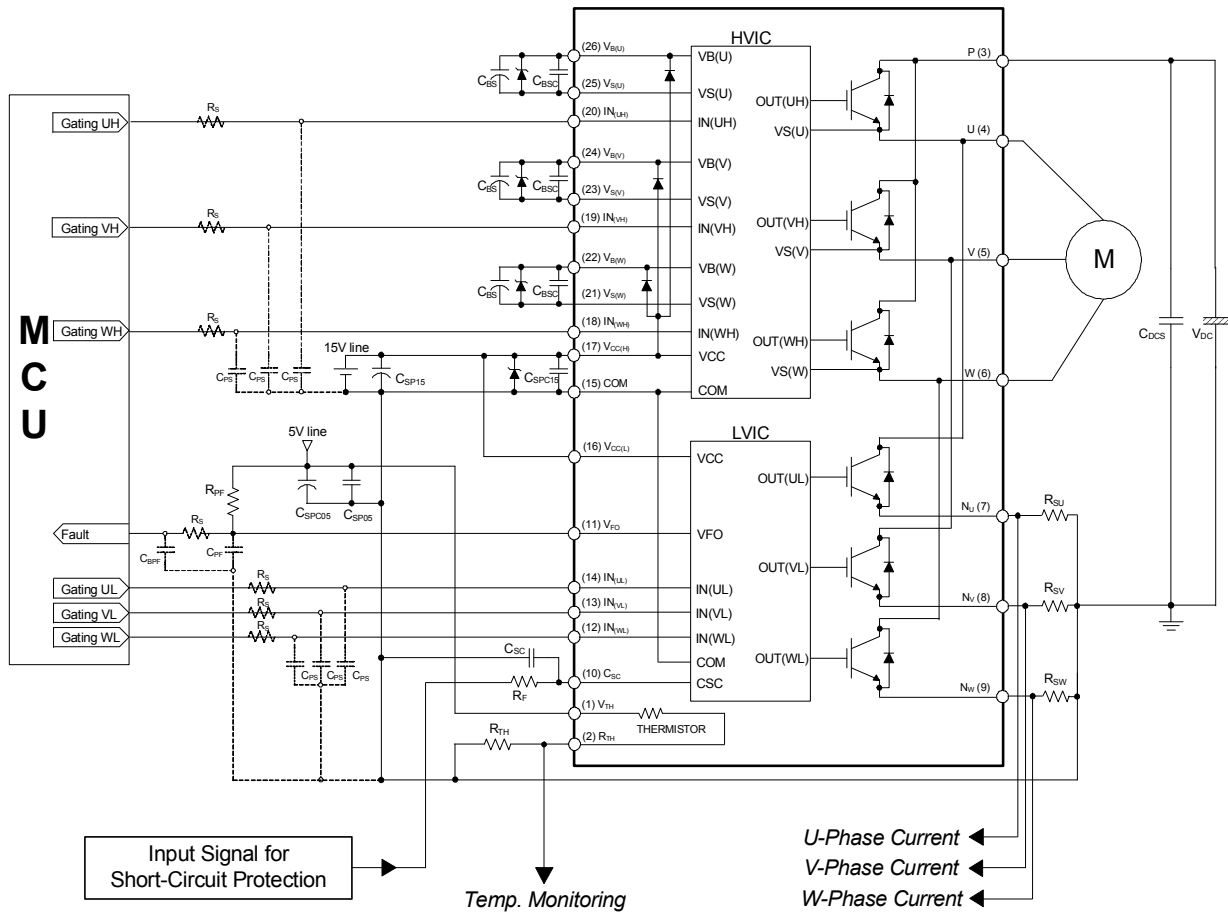 HVIC
(26) VB(U)
VB(U)
P (3)
CBS
CBSC
(25) VS(U)
VS(U)
OUT(UH)
Gating UH
RS
(20) IN(UH)
IN(UH)
VS(U)
U (4)
(24) VB(V)
VB(V)
CBS
CBSC
(23) VS(V)
VS(V)
OUT(VH)
Gating VH
RS
(19) IN(VH)
IN(VH)
VS(V)
V (5)
M
(22) VB(W)
VB(W)
CBS
CBSC
(21) VS(W)
VS(W)
MCU
Gating WH
RS
(18) IN(WH)
IN(WH)
OUT(WH)
CDCS
VDC
15V line
(17) VCC(H)
VCC
VS(W)
W (6)
CPS
CPS
CPS
CSP15
CSPC15
(15) COM
COM
5V line
LVIC
(16) VCC(L)
VCC
OUT(UL)
RPF
CSPC05
CSP05
NU (7)
RSU
Fault
RS
(11) VFO
VFO
CBPF
CPF
OUT(VL)
Gating UL
RS
(14) IN(UL)
IN(UL)
Gating VL
RS
(13) IN(VL)
IN(VL)
NV (8)
RSV
Gating WL
RS
(12) IN(WL)
IN(WL)
CSC
COM
OUT(WL)
CPS
CPS
CPS
RF
(10) CSC
CSC
NW (9)
RSW
(1) VTH
THERMISTOR
RTH
(2) RTH
Input Signal for
Short-Circuit Protection
Temp. Monitoring
U-Phase Current
V-Phase Current
W-Phase Current